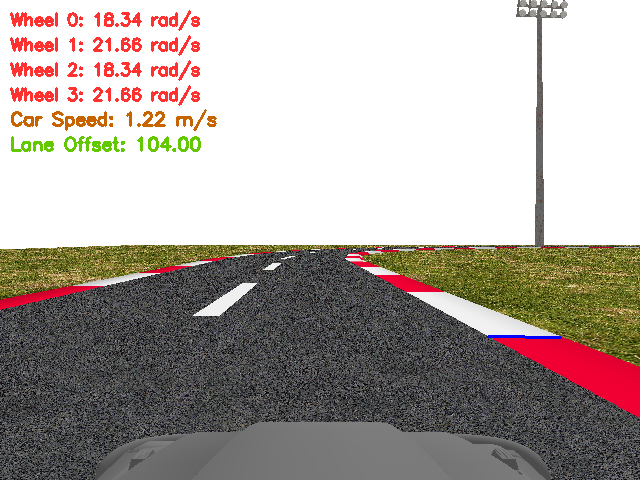 Wheel 0: 18.34 rad/s
Wheel 1: 21.66 rad/s
Wheel 2: 18.34 rad/s
Wheel 3: 21.66 rad/s
Car Speed: 1.22 m/s
Lane Offset: 104.00